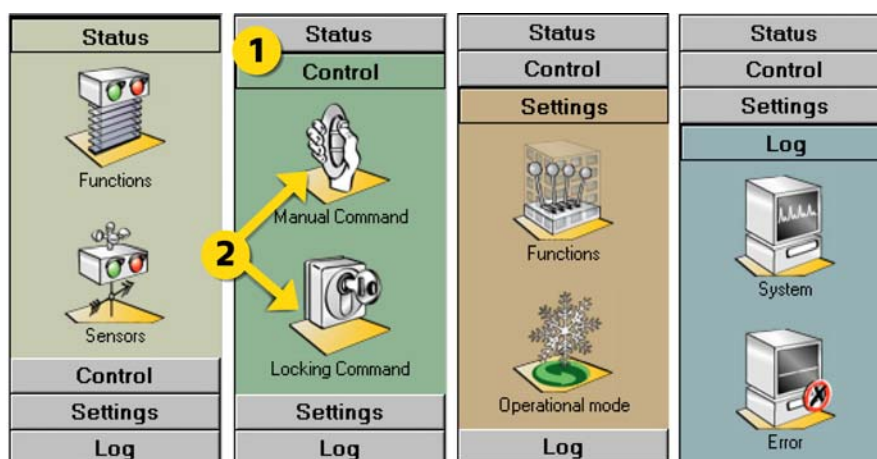 Status
Functions
Sensors
Control
Settings
Log
1
Status
Control
Manual Command
2
Locking Command
Settings
Log
Status
Control
Settings
Functions
Operational mode
Log
Status
Control
Settings
Log
System
Error